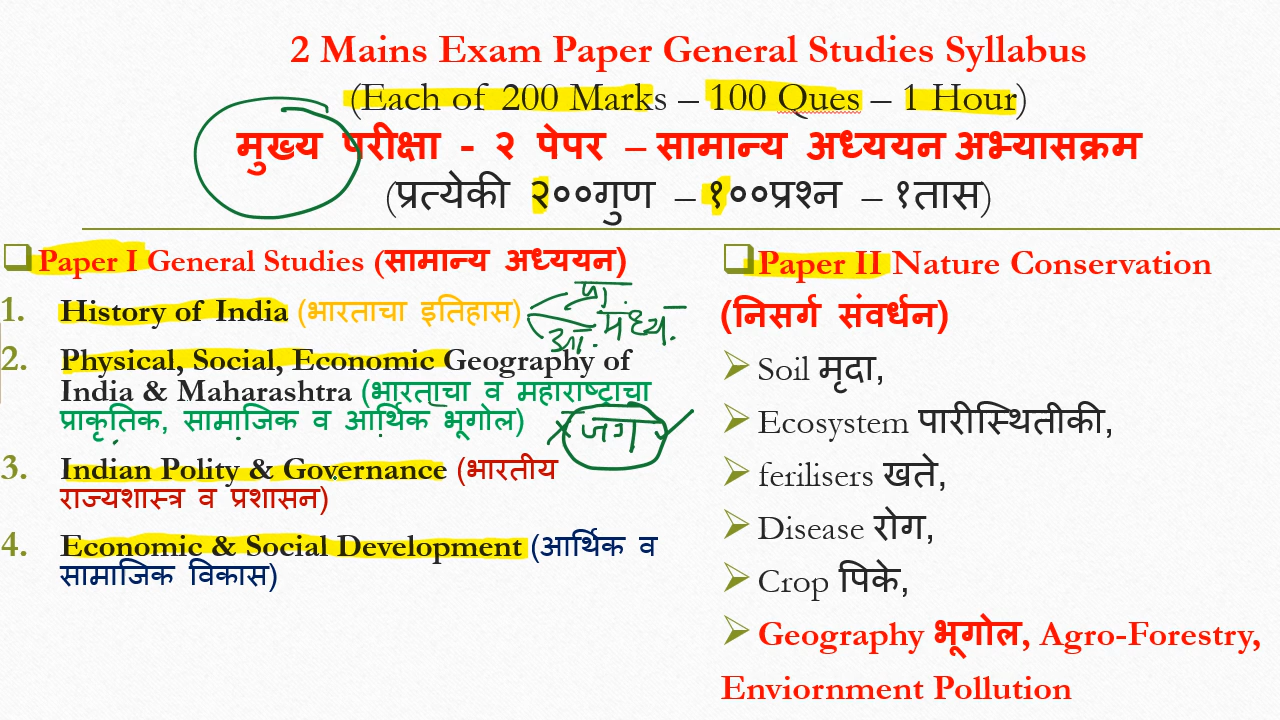 2 Mains Exam Paper General Studies Syllabus
(Each of 200 Marks – 100 Ques – 1 Hour)
मुख्य परीक्षा - २ पेपर – सामान्य अध्ययन अभ्यासक्रम
(प्रत्येकी २००गुण – १००प्रश्न – १तास)
Paper I General Studies (सामान्य अध्ययन)
1. History of India (भारताचा इतिहास)
प्रा.
मध्य.
आ.
2. Physical, Social, Economic Geography of
India & Maharashtra (भारताचा व महाराष्ट्राचा
प्राकृतिक, सामाजिक व आर्थिक भूगोल)
जग
3. Indian Polity & Governance (भारतीय
राज्यशास्त्र व प्रशासन)
4. Economic & Social Development (आर्थिक व
सामाजिक विकास)
Paper II Nature Conservation
(निसर्ग संवर्धन)
Soil मृदा,
Ecosystem पारीस्थितीकी,
ferilisers खते,
Disease रोग,
Crop पिके,
Geography भूगोल, Agro-Forestry,
Enviornment Pollution